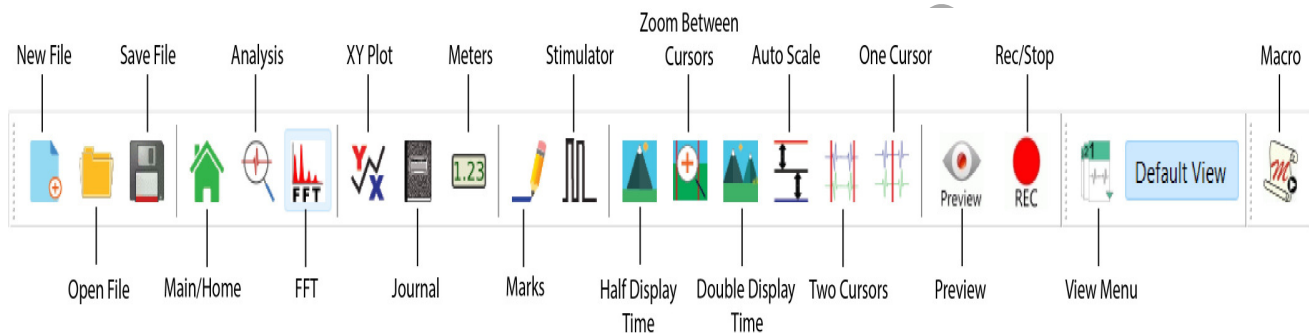 Zoom Between
New File
Save File
Analysis
XY Plot
Meters
Stimulator
Cursors
Auto Scale
One Cursor
Rec/Stop
Macro
FFT
Y
X
1.23
Preview
REC
Default View
m
Open File
Main/Home
FFT
Journal
Marks
Half Display
Time
Double Display
Time
Two Cursors
Preview
View Menu